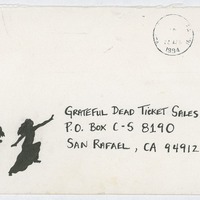 1994
GRATEFUL DEAD TICKET SALES
P.O. BOX C-S 8190
SAN RAFAEL, CA 94912